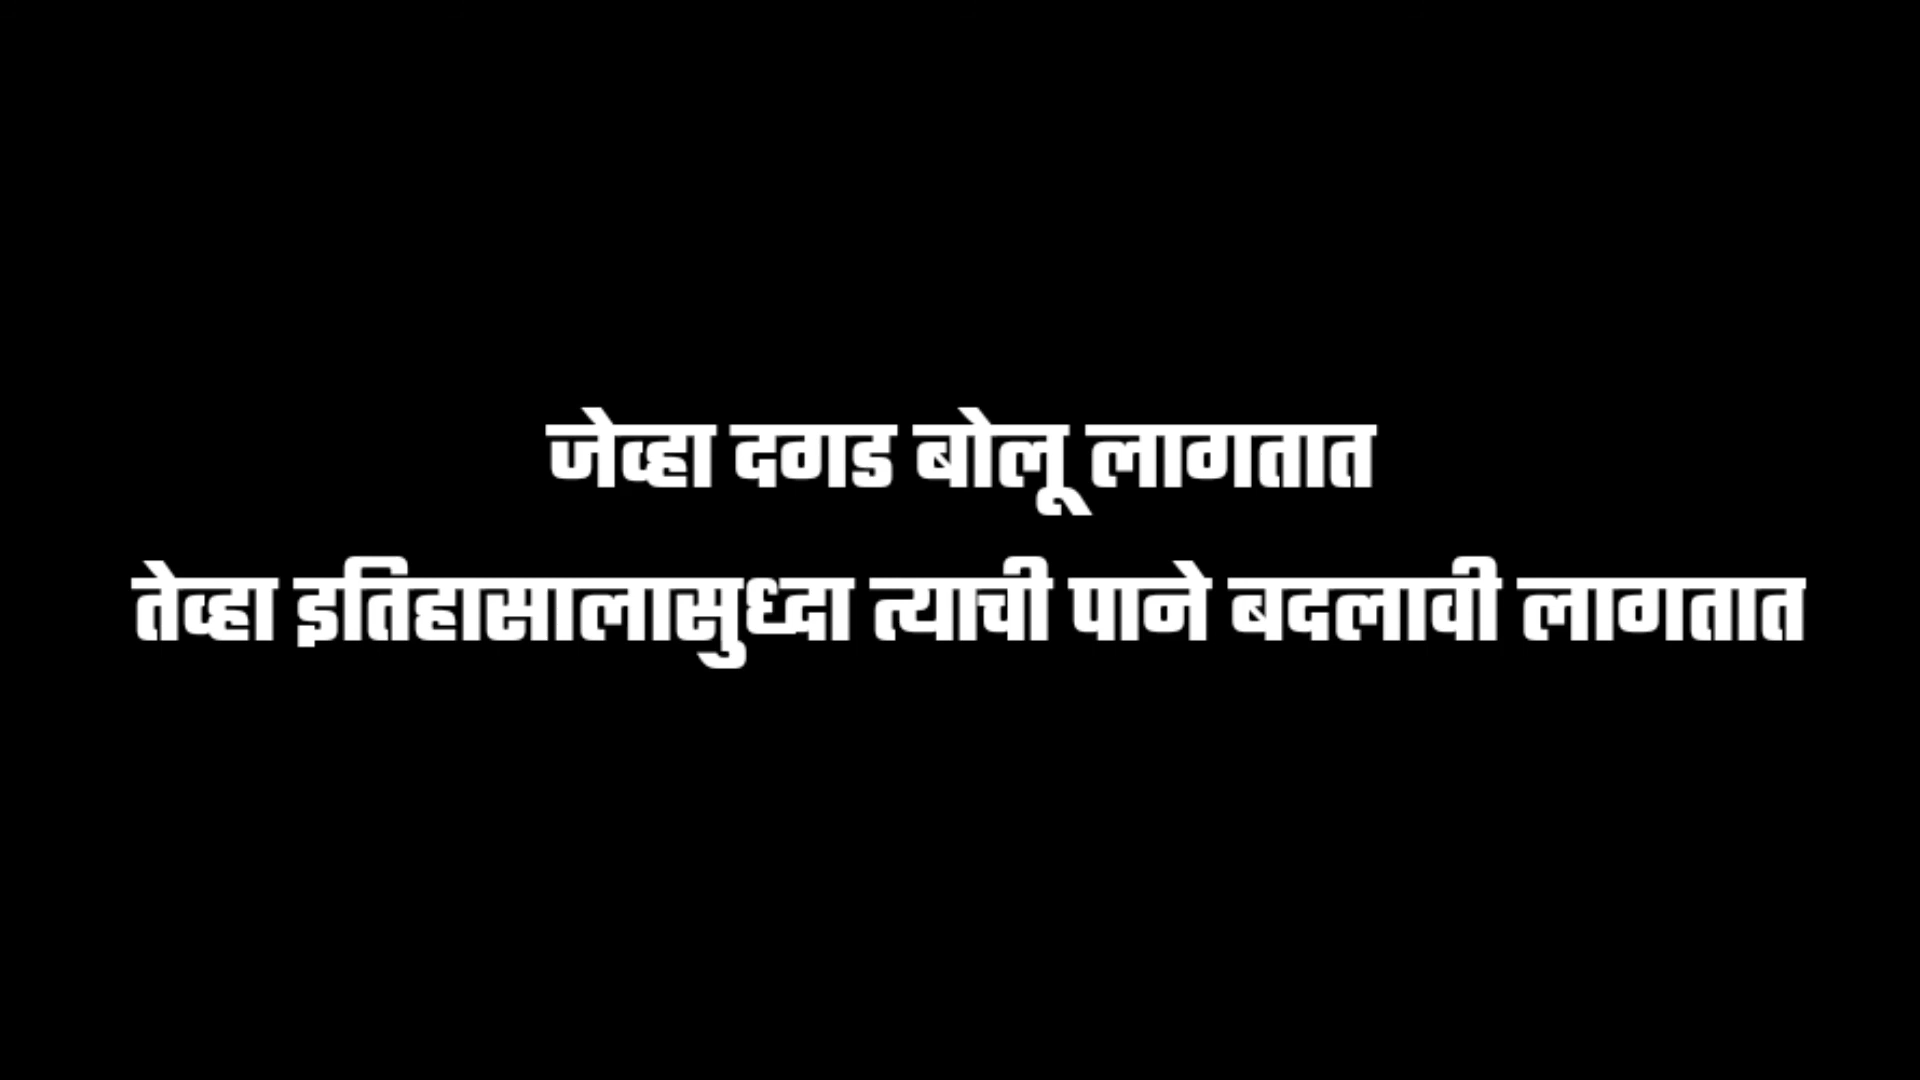 जेव्हा दगड बोलू लागतात
तेव्हा इतिहासालासुध्दा त्याची पाने बदलावी लागतात